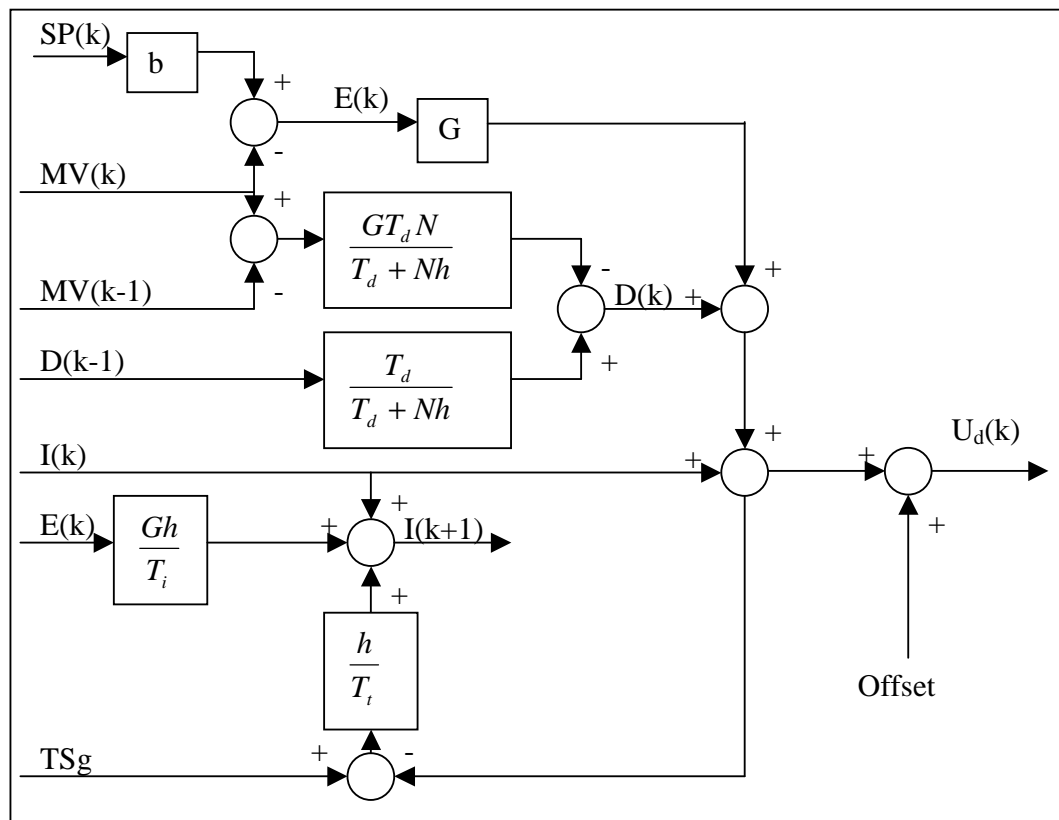 SP(k)
b
+
E(k)
G
-
MV(k)
+
GT_d N
T_d + Nh
-
+
MV(k-1)
-
D(k) +
D(k-1)
T_d
T_d + Nh
+
I(k)
+
+
+
U_d(k)
+
E(k)
Gh
T_i
+
+
I(k+1)
+
+
h
T_t
Offset
TSg
+
-